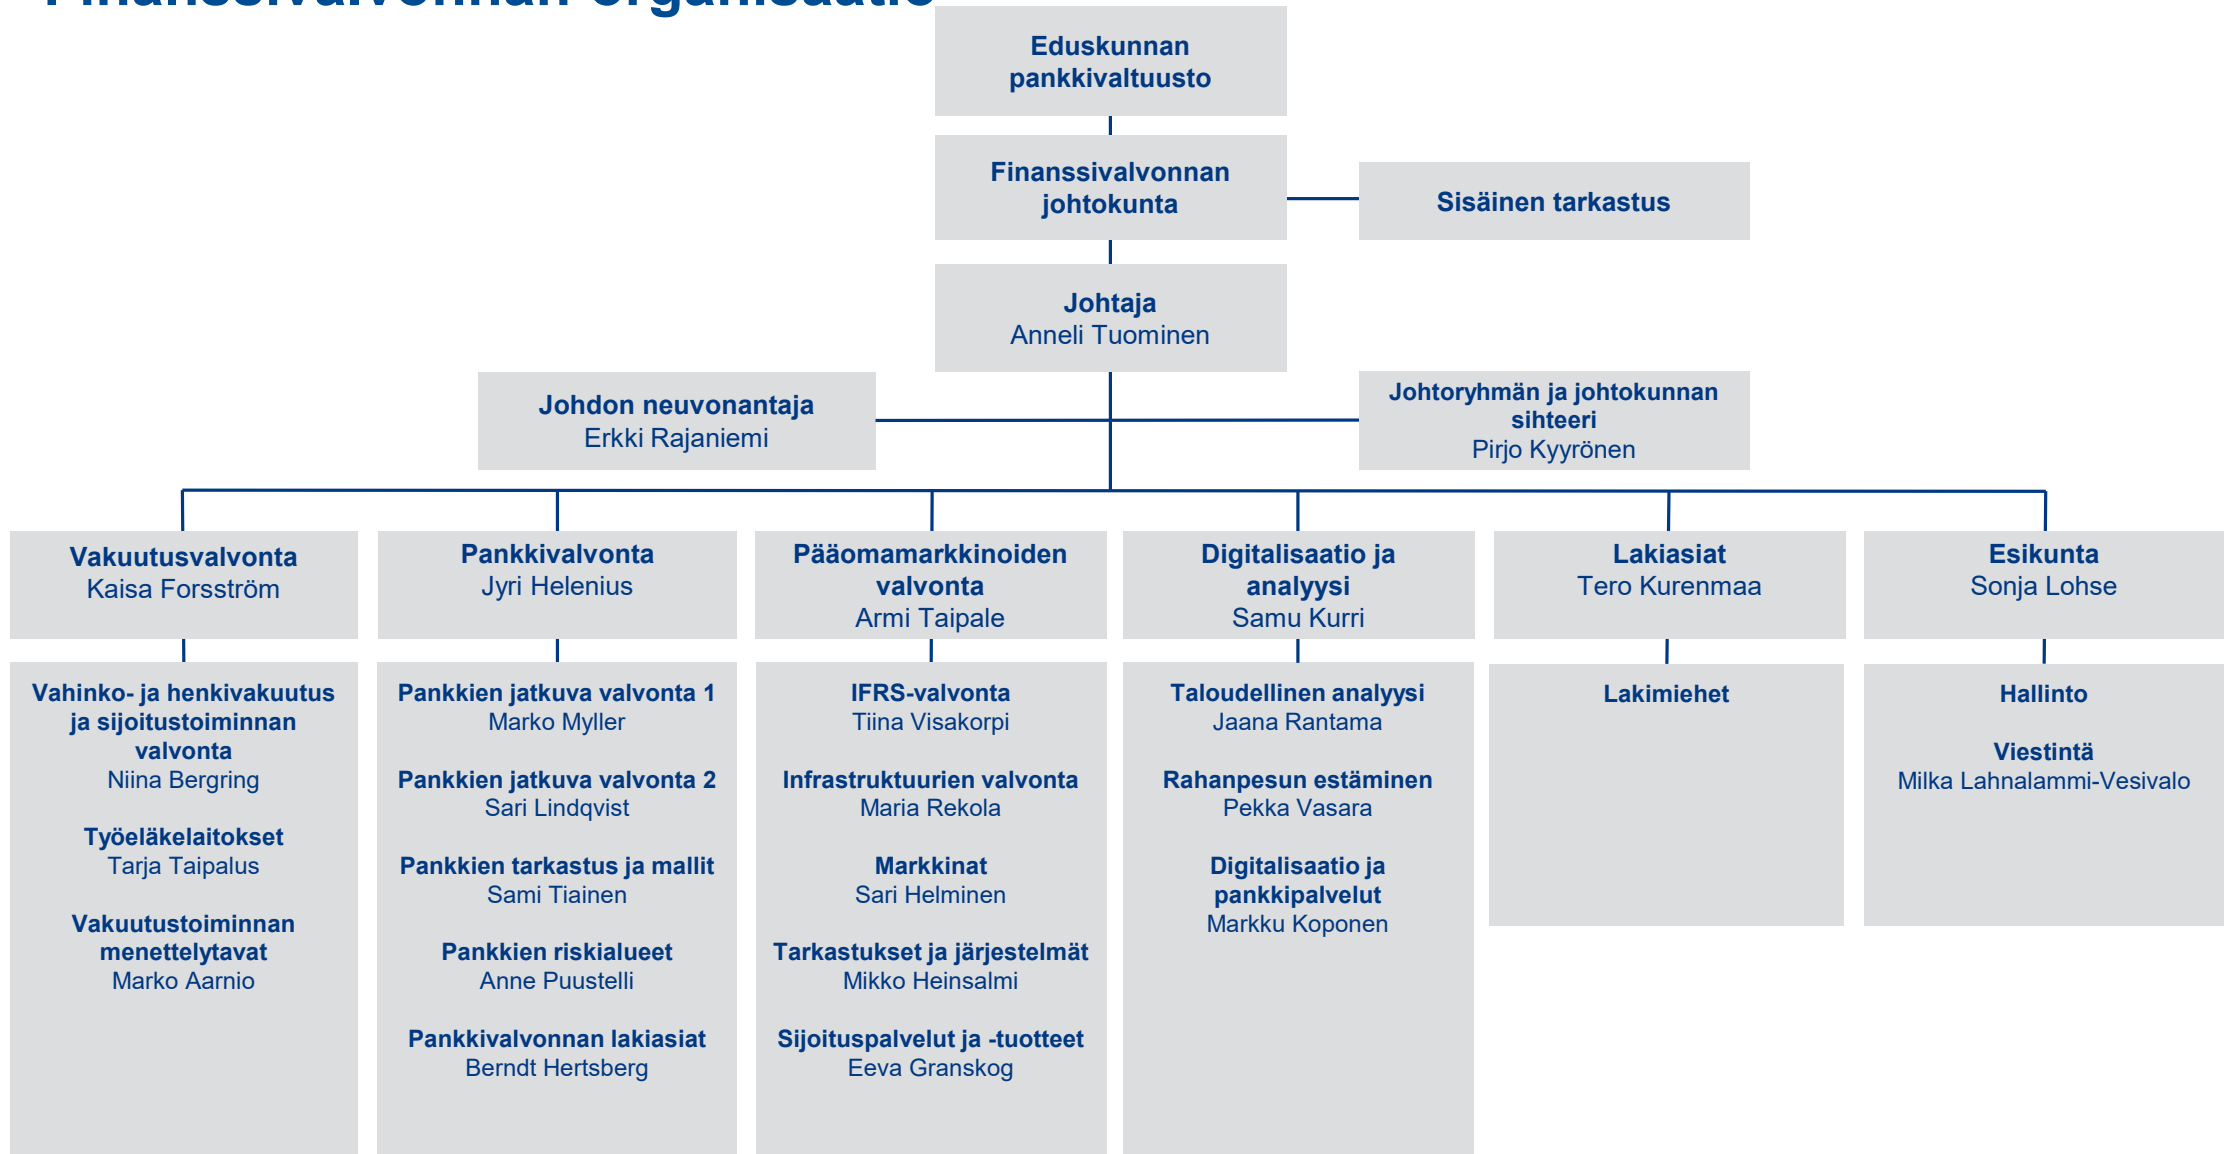 Finanssivalvonnan organisaatio
Eduskunnan
pankkivaltuusto
Finanssivalvonnan
johtokunta
Sisäinen tarkastus
Johtaja
Anneli Tuominen
Johdon neuvonantaja
Erkki Rajaniemi
Johtoryhmän ja johtokunnan
sihteeri
Pirjo Kyyrönen
Vakuutusvalvonta
Kaisa Forsström
Pankkivalvonta
Jyri Helenius
Pääomamarkkinoiden
valvonta
Armi Taipale
Digitalisaatio ja
analyysi
Samu Kurri
Lakiasiat
Tero Kurenmaa
Esikunta
Sonja Lohse
Vahinko- ja henkivakuutus
ja sijoitustoiminnan
valvonta
Niina Bergring
Työeläkelaitokset
Tarja Taipalus
Vakuutustoiminnan
menettelytavat
Marko Aarnio
Pankkien jatkuva valvonta 1
Marko Myller
Pankkien jatkuva valvonta 2
Sari Lindqvist
Pankkien tarkastus ja mallit
Sami Tiainen
Pankkien riskialueet
Anne Puustelli
Pankkivalvonnan lakiasiat
Berndt Hertsberg
IFRS-valvonta
Tiina Visakorpi
Infrastruktuurien valvonta
Maria Rekola
Markkinat
Sari Helminen
Tarkastukset ja järjestelmät
Mikko Heinsalmi
Sijoituspalvelut ja -tuotteet
Eeva Granskog
Taloudellinen analyysi
Jaana Rantama
Rahanpesun estäminen
Pekka Vasara
Digitalisaatio ja
pankkipalvelut
Markku Koponen
Lakimiehet
Hallinto
Viestintä
Milka Lahnalammi-Vesivalo